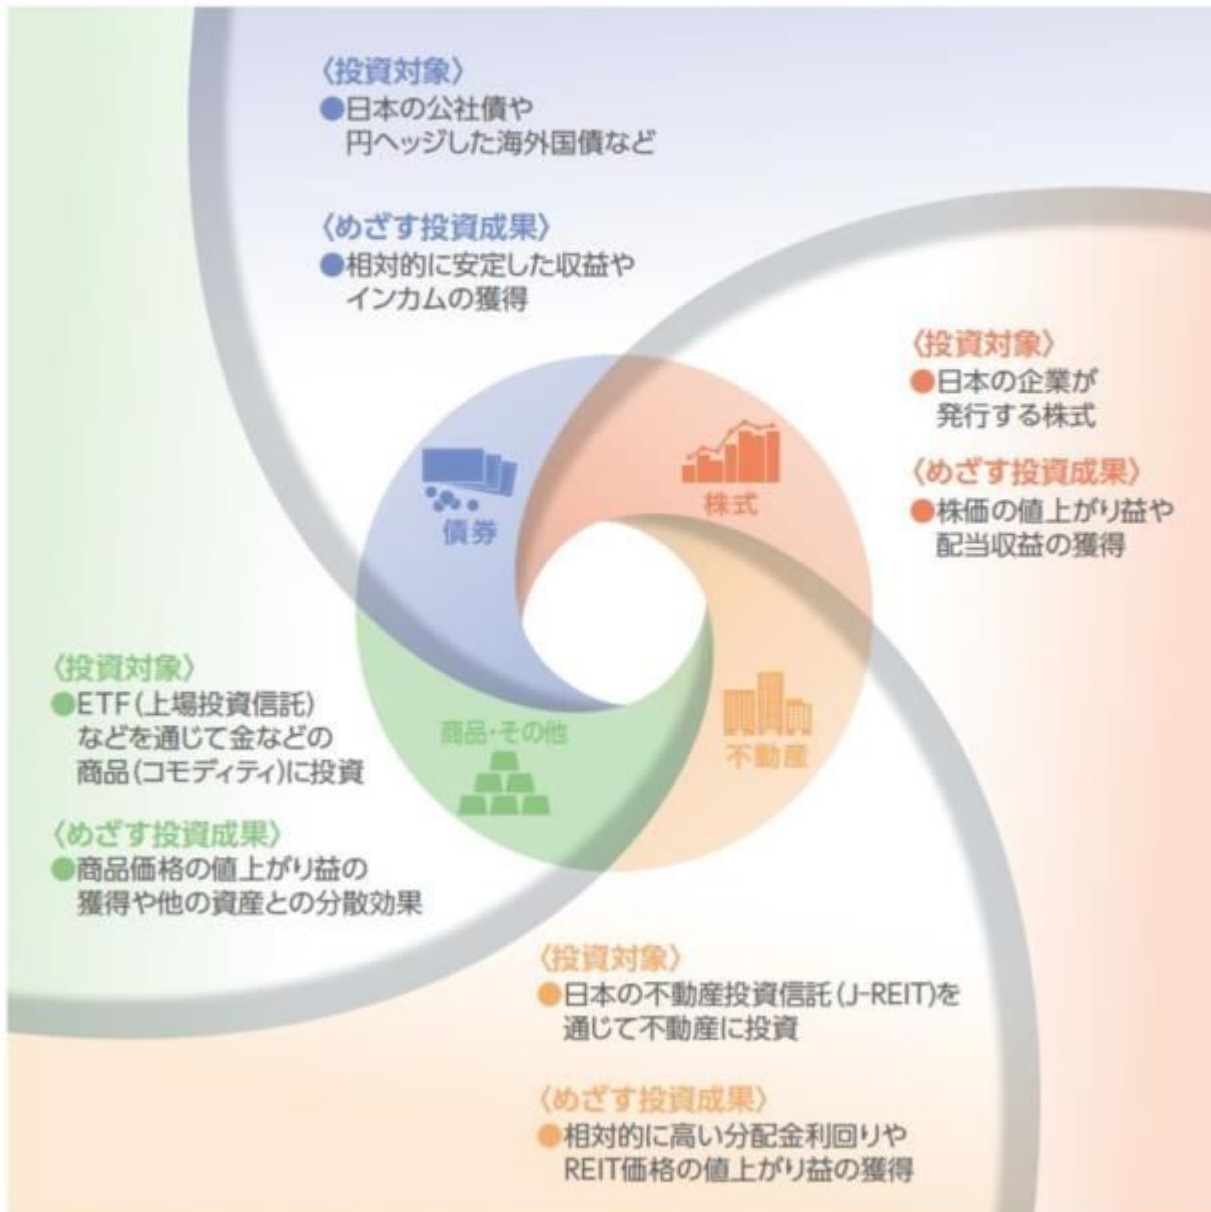 〈投資対象〉
●日本の公社債や
円ヘッジした海外国債など
〈めざす投資成果〉
●相対的に安定した収益や
インカムの獲得
〈投資対象〉
●日本の企業が
発行する株式
〈めざす投資成果〉
●株価の値上がり益や
配当収益の獲得
債券
株式
商品・その他
不動産
〈投資対象〉
●ETF(上場投資信託)
などを通じて金などの
商品(コモディティ)に投資
〈めざす投資成果〉
●商品価格の値上がり益の
獲得や他の資産との分散効果
〈投資対象〉
●日本の不動産投資信託(J-REIT)を
通じて不動産に投資
〈めざす投資成果〉
●相対的に高い分配金利回りや
REIT価格の値上がり益の獲得